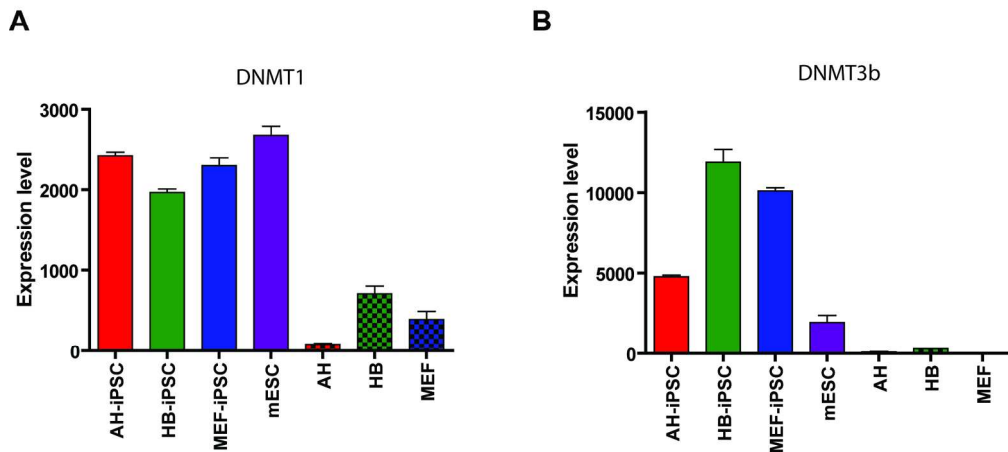 A
DNMT1
Expression level
3000
2000
1000
0
AH-iPSC
HB-iPSC
MEF-iPSC
mESC
AH
HB
MEF
B
DNMT3b
Expression level
15000
10000
5000
0
AH-iPSC
HB-iPSC
MEF-iPSC
mESC
AH
HB
MEF